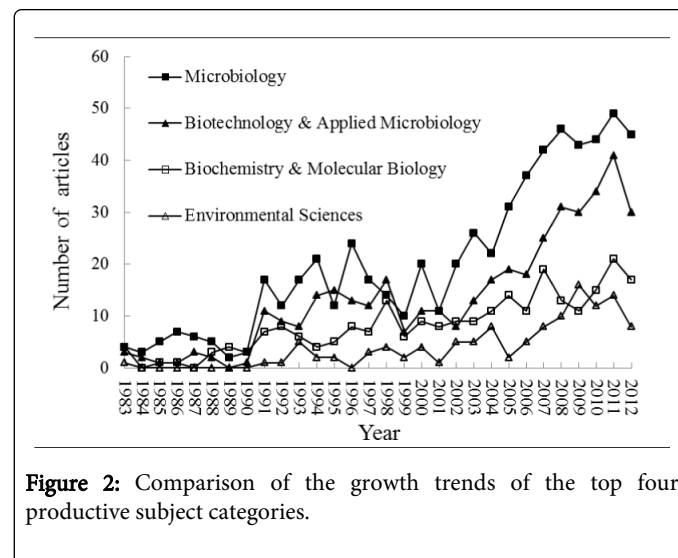 60
50
40
30
20
10
0
Number of articles
Microbiology
Biotechnology & Applied Microbiology
Biochemistry & Molecular Biology
Environmental Sciences
1983 1984 1985 1986 1987 1988 1989 1990 1991 1992 1993 1994 1995 1996 1997 1998 1999 2000 2001 2002 2003 2004 2005 2006 2007 2008 2009 2010 2011 2012
Year
Figure 2: Comparison of the growth trends of the top four
productive subject categories.